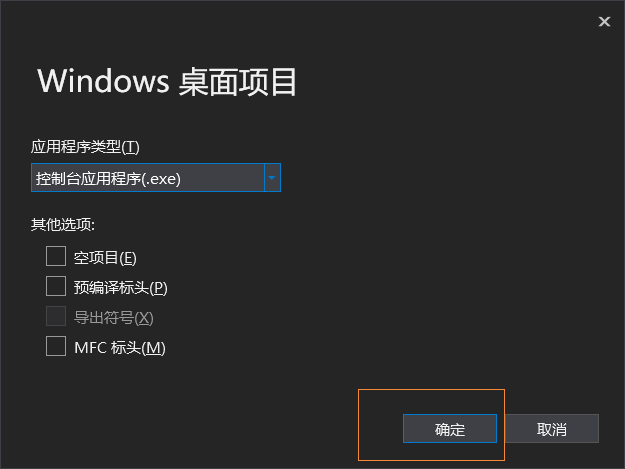 Windows 桌面项目
应用程序类型(T)
控制台应用程序(.exe)
其他选项:
空项目(E)
预编译标头(P)
导出符号(X)
MFC 标头(M)
确定
取消